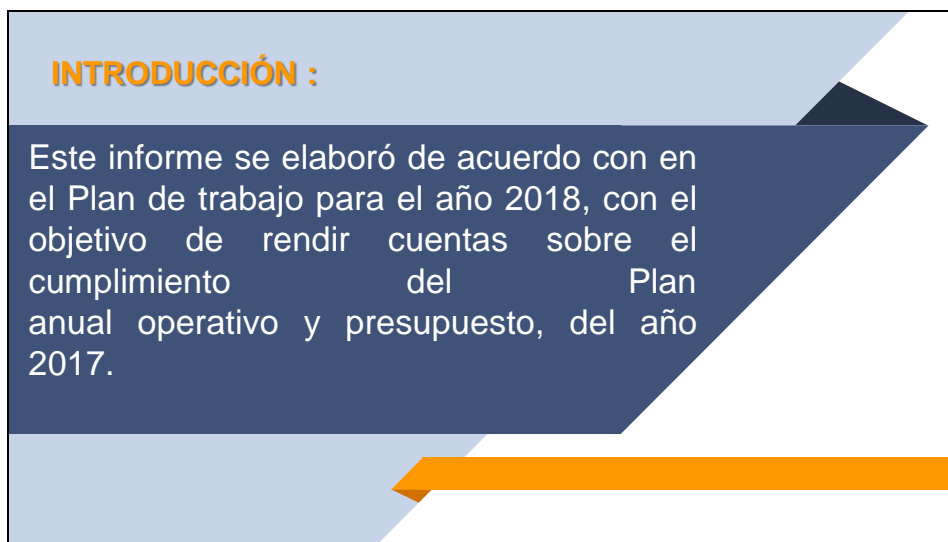 INTRODUCCIÓN :
Este informe se elaboró de acuerdo con en
el Plan de trabajo para el año 2018, con el
objetivo de rendir cuentas sobre el
cumplimiento del Plan
anual operativo y presupuesto, del año
2017.